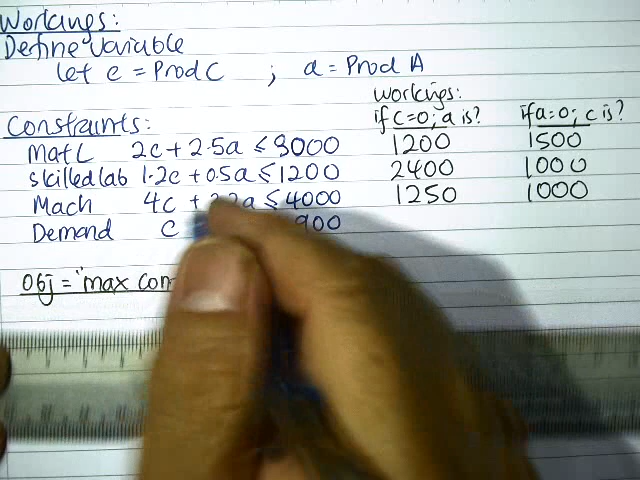 Workings:
Define Variable
let c = Prod C ; a = Prod A
Workings:
Constraints: if c=0; a is? if a=0; c is?
Mat L 2c + 2.5a ≤ 3000 1200 1500
Skilled lab 1.2c + 0.5a ≤ 1200 2400 1000
Mach 4c + a ≤ 4000 1250 1000
Demand c 900
Obj = "max con